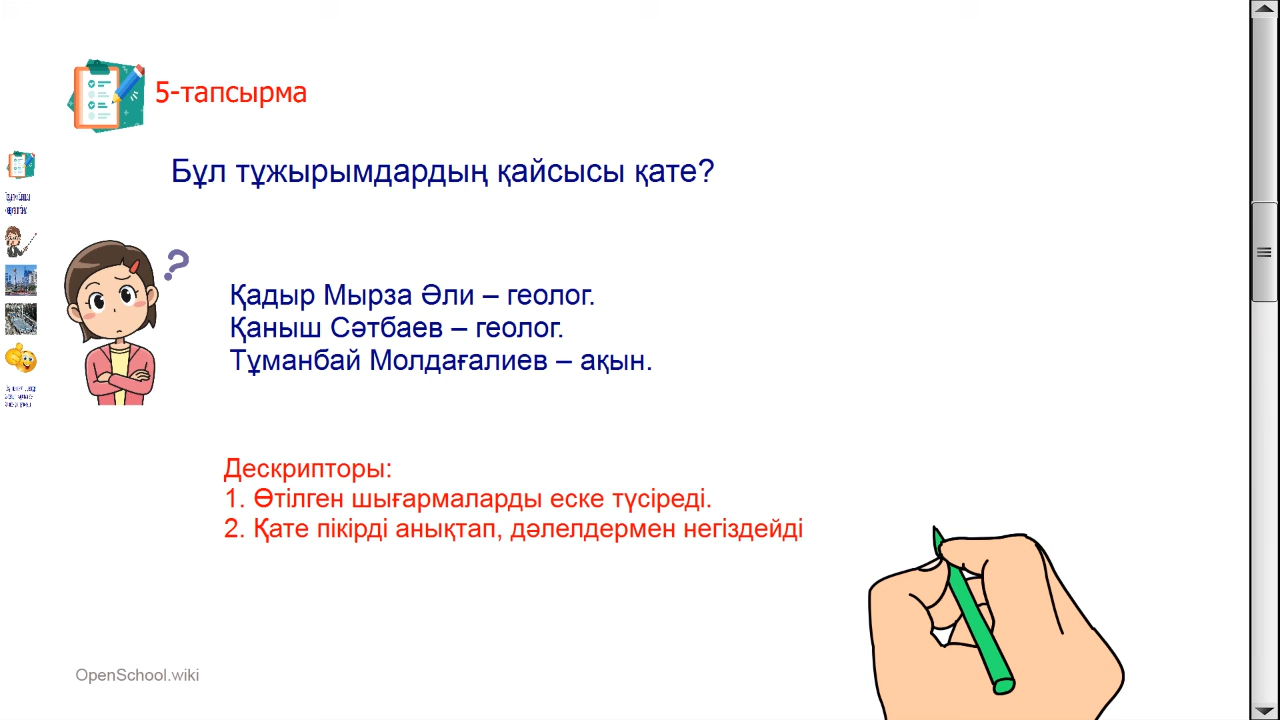 5-тапсырма
Бұл тұжырымдардың қайсысы қате?
Қадыр Мырза Әли – геолог.
Қаныш Сәтбаев – геолог.
Тұманбай Молдағалиев – ақын.
Дескрипторы:
1. Өтілген шығармаларды еске түсіреді.
2. Қате пікірді анықтап, дәлелдермен негіздейді
OpenSchool.wiki